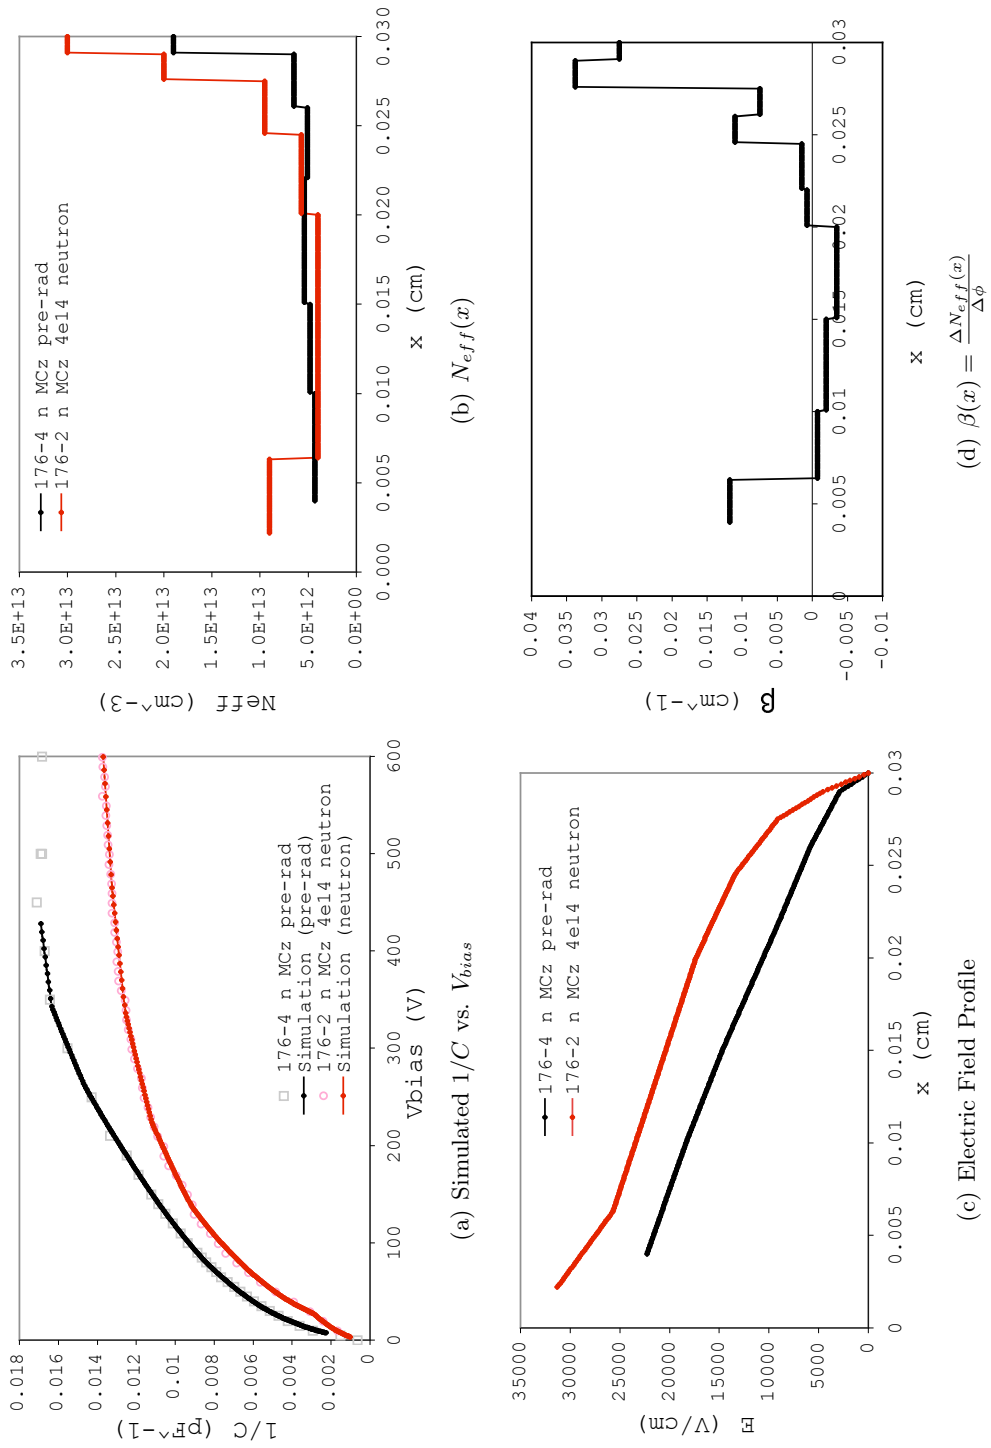 0.018
0.016
0.014
0.012
0.01
0.008
0.006
0.004
0.002
0
1/C (pF^-1)
0
100
200
300
400
500
600
Vbias (V)
176-4 n MCz pre-rad
Simulation (pre-rad)
176-2 n MCz 4e14 neutron
Simulation (neutron)
(a) Simulated 1/C vs. V_{bias}
3.5E+13
3.0E+13
2.5E+13
2.0E+13
1.5E+13
1.0E+13
5.0E+12
0.0E+00
Neff (cm^-3)
0.000
0.005
0.010
0.015
0.020
0.025
0.030
x (cm)
176-4 n MCz pre-rad
176-2 n MCz 4e14 neutron
(b) N_{eff}(x)
35000
30000
25000
20000
15000
10000
5000
0
E (V/cm)
0
0.005
0.01
0.015
0.02
0.025
0.03
x (cm)
176-4 n MCz pre-rad
176-2 n MCz 4e14 neutron
(c) Electric Field Profile
0.04
0.035
0.03
0.025
0.02
0.015
0.01
0.005
0
-0.005
-0.01
β (cm^-1)
0
0.005
0.01
0.015
0.02
0.025
0.03
x (cm)
(d) β(x) = \frac{ΔN_{eff}(x)}{Δϕ}